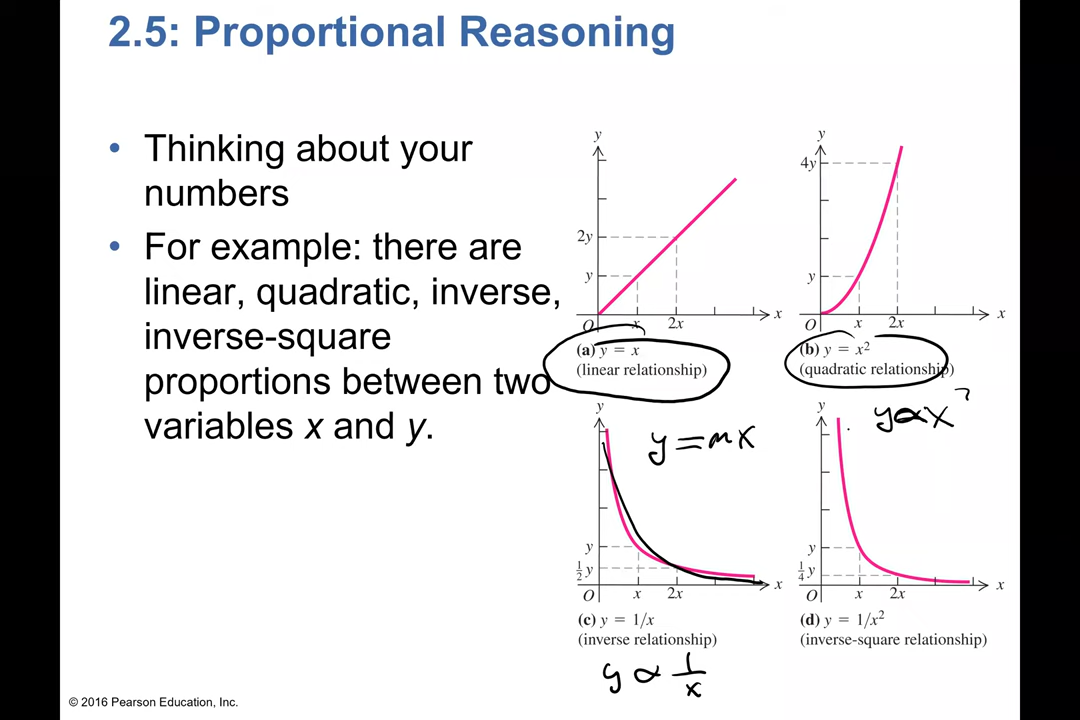 2.5: Proportional Reasoning
• Thinking about your
numbers
• For example: there are
linear, quadratic, inverse,
inverse-square
proportions between two
variables x and y.
y
2y
y
O
x
2x
x
(a) y = x
(linear relationship)
y
4y
y
O
x
2x
x
(b) y = x²
(quadratic relationship)
y = mx
y ∝ x²
y
y
½y
O
x
2x
x
(c) y = 1/x
(inverse relationship)
y ∝ 1/x
y
y
¼y
O
x
2x
x
(d) y = 1/x²
(inverse-square relationship)
© 2016 Pearson Education, Inc.